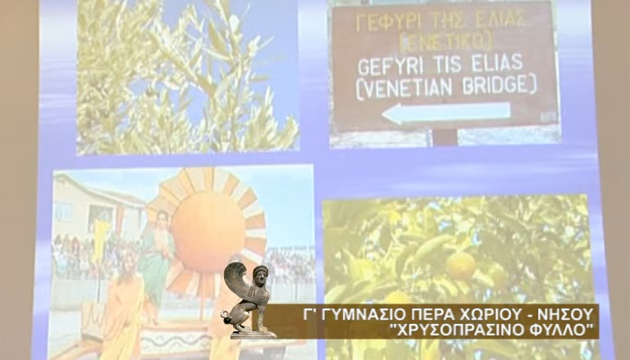 ΓΕΦΥΡΙ ΤΗΣ ΕΛΙΑΣ
(ΕΝΕΤΙΚΟ)
GEFYRI TIS ELIAS
(VENETIAN BRIDGE)
Γ' ΓΥΜΝΑΣΙΟ ΠΕΡΑ ΧΩΡΙΟΥ - ΝΗΣΟΥ
"ΧΡΥΣΟΠΡΑΣΙΝΟ ΦΥΛΛΟ"